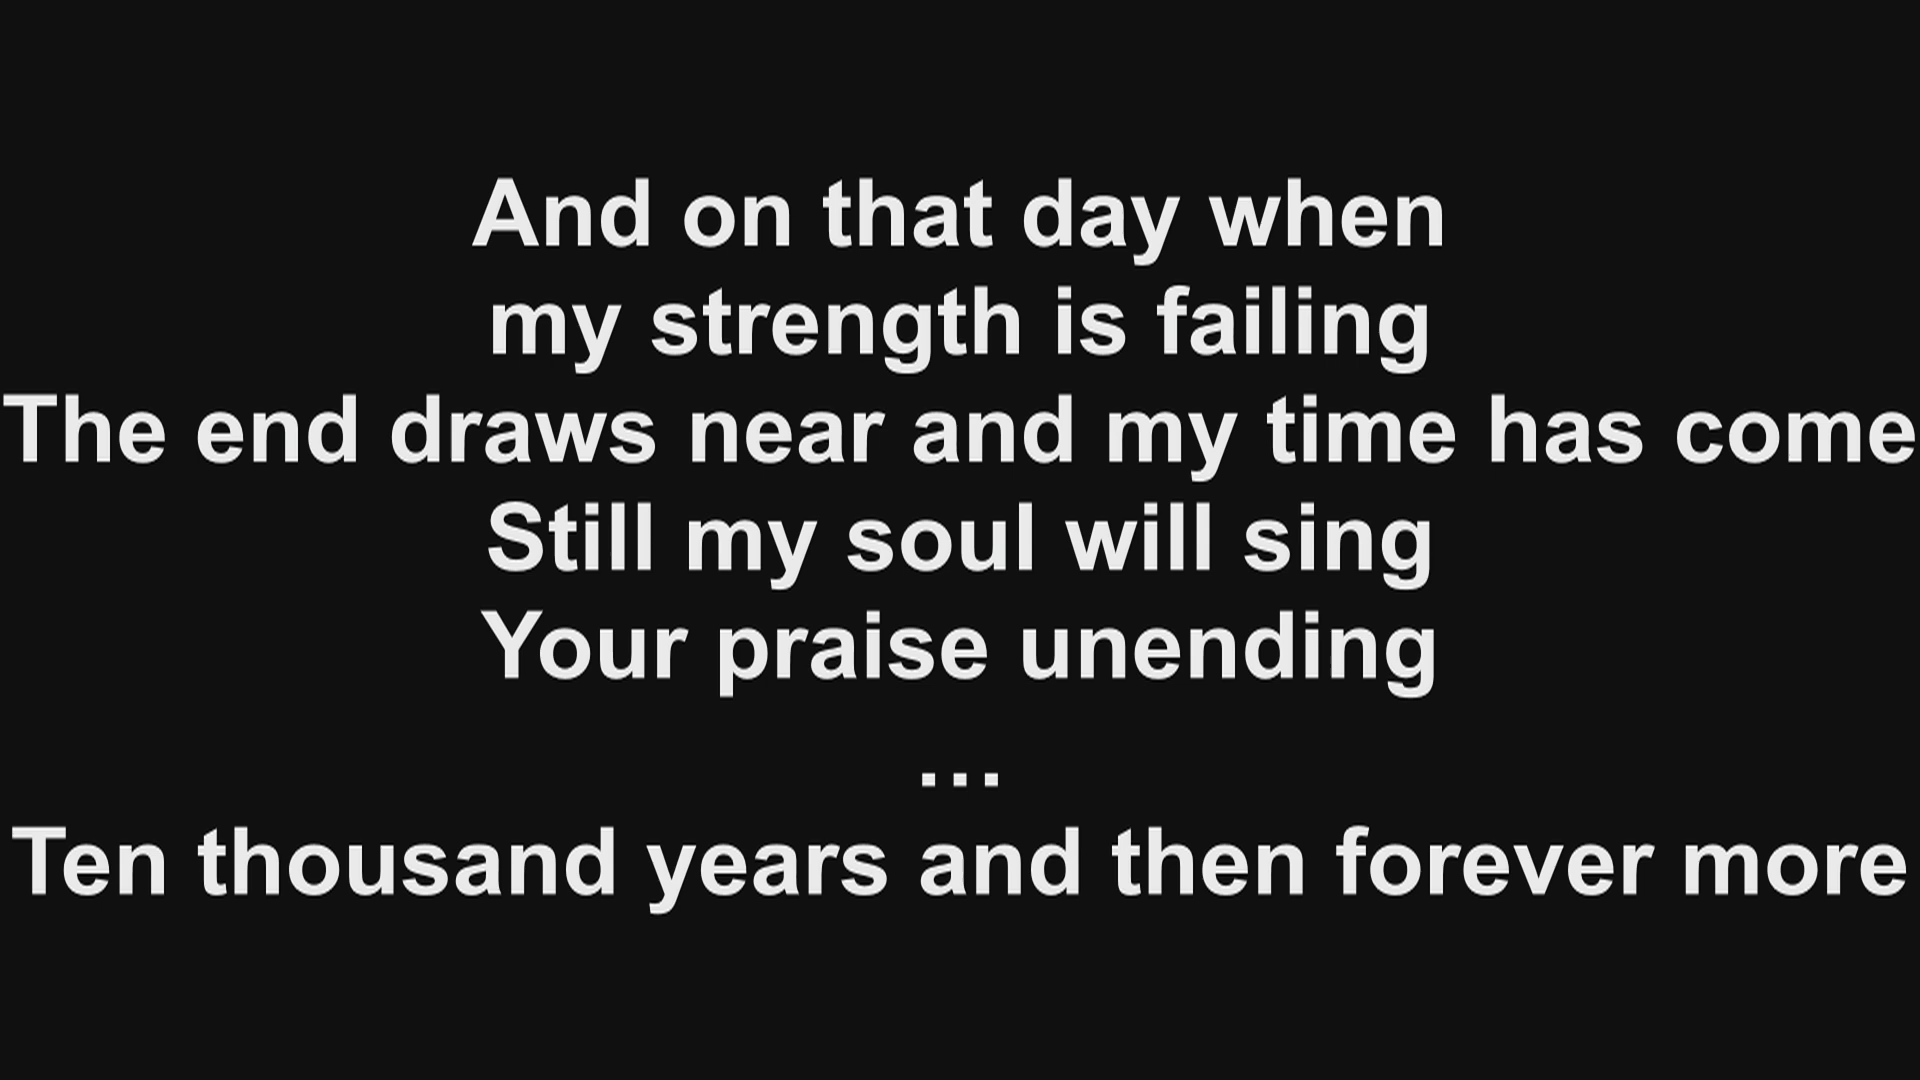 And on that day when
my strength is failing
The end draws near and my time has come
Still my soul will sing
Your praise unending
...
Ten thousand years and then forever more